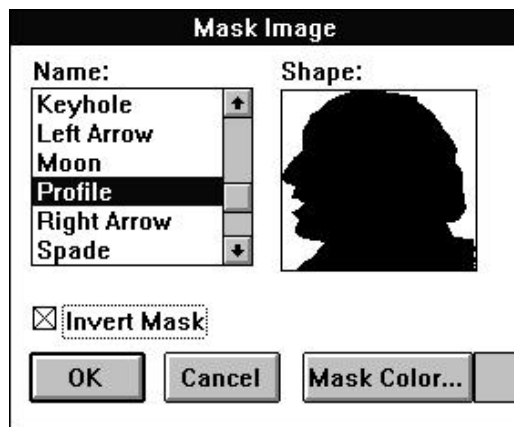 Mask Image
Name:
Shape:
Keyhole
Left Arrow
Moon
Profile
Right Arrow
Spade
Invert Mask
OK
Cancel
Mask Color...